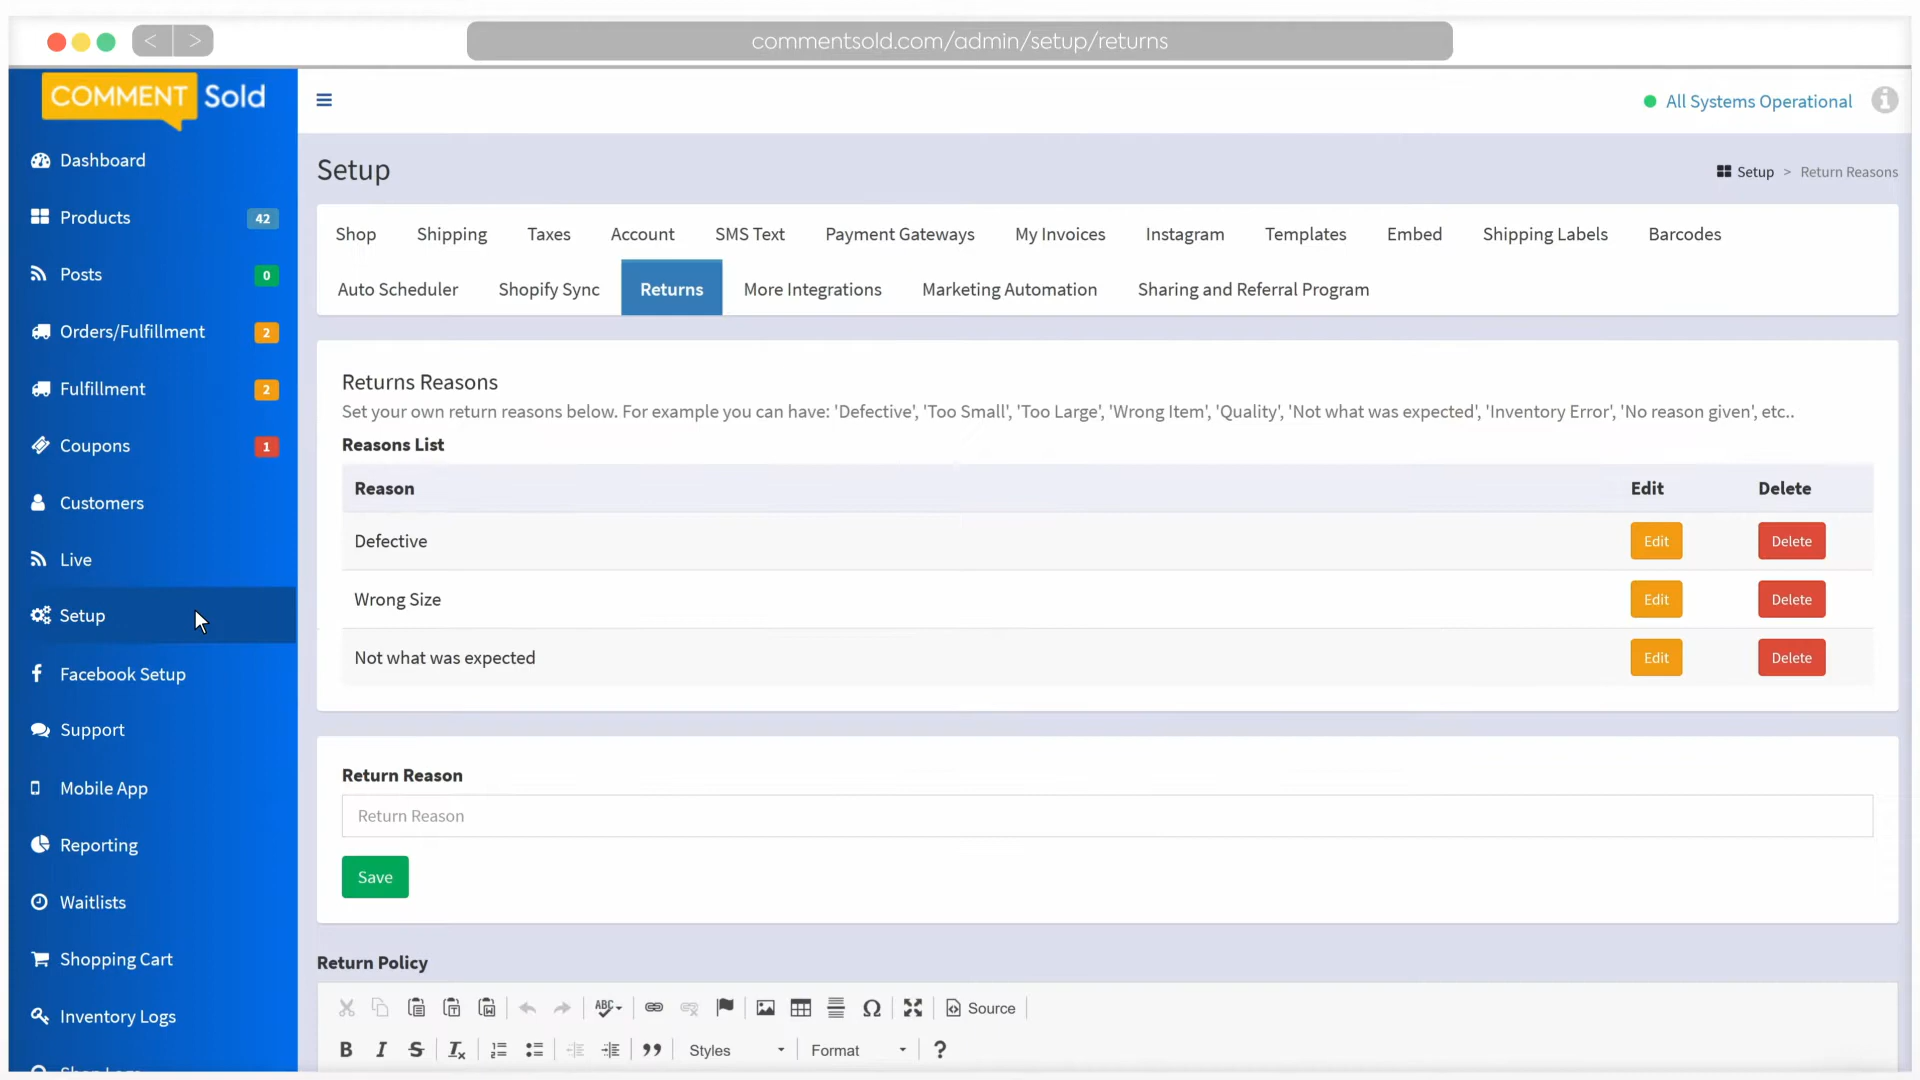 < > commentsold.com/admin/setup/returns
COMMENT Sold
All Systems Operational
Dashboard
Products 42
Posts 0
Orders/Fulfillment 2
Fulfillment 2
Coupons 1
Customers
Live
Setup
Facebook Setup
Support
Mobile App
Reporting
Waitlists
Shopping Cart
Inventory Logs
Setup
Setup > Return Reasons
Shop Shipping Taxes Account SMS Text Payment Gateways My Invoices Instagram Templates Embed Shipping Labels Barcodes
Auto Scheduler Shopify Sync Returns More Integrations Marketing Automation Sharing and Referral Program
Returns Reasons
Set your own return reasons below. For example you can have: 'Defective', 'Too Small', 'Too Large', 'Wrong Item', 'Quality', 'Not what was expected', 'Inventory Error', 'No reason given', etc..
Reasons List
Reason Edit Delete
Defective Edit Delete
Wrong Size Edit Delete
Not what was expected Edit Delete
Return Reason
Return Reason
Save
Return Policy
ABC Ω Source
B I S Tx Styles Format ?